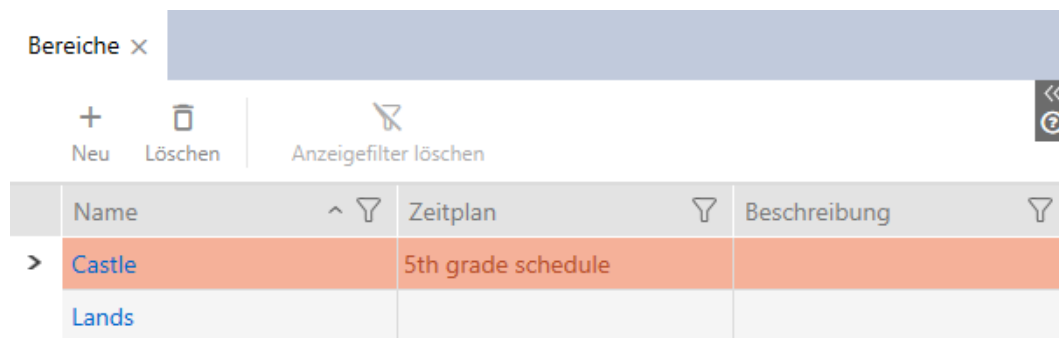 Bereiche
Neu Löschen Anzeigefilter löschen
Name Zeitplan Beschreibung
Castle 5th grade schedule
Lands